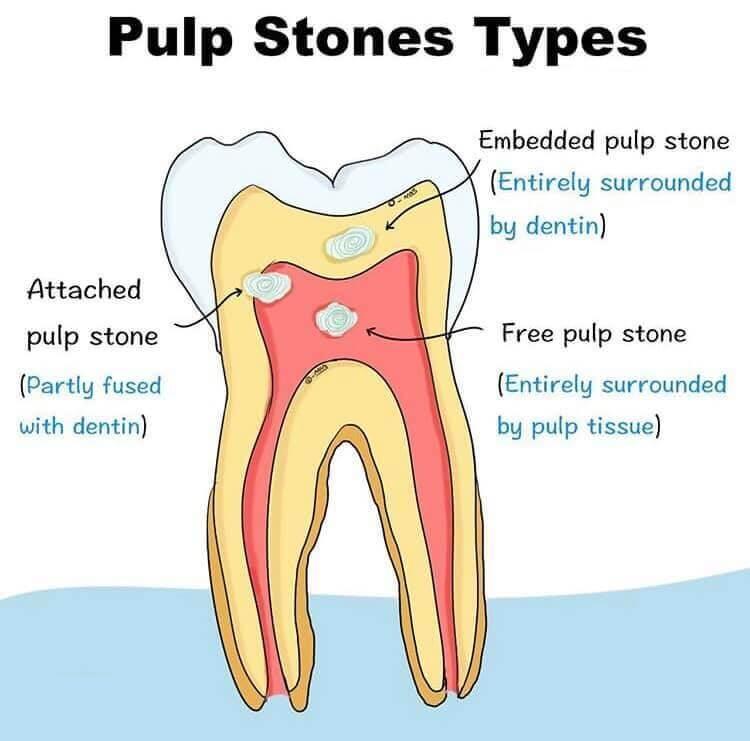 Pulp Stones Types
Embedded pulp stone
(Entirely surrounded
by dentin)
Attached
pulp stone
(Partly fused
with dentin)
Free pulp stone
(Entirely surrounded
by pulp tissue)